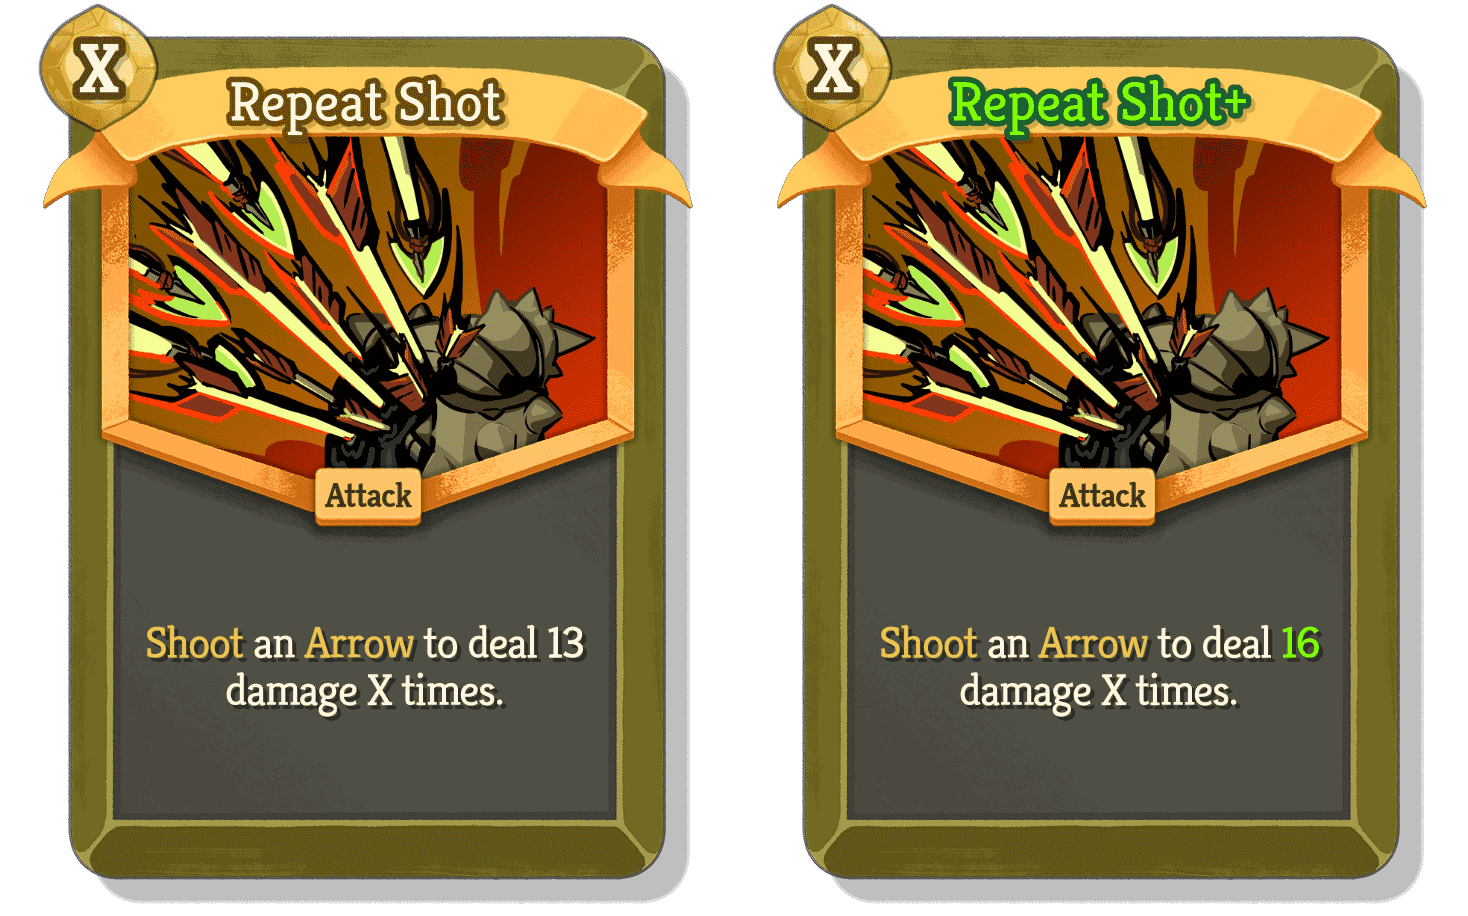 X
Repeat Shot
Attack
Shoot an Arrow to deal 13
damage X times.
X
Repeat Shot+
Attack
Shoot an Arrow to deal 16
damage X times.